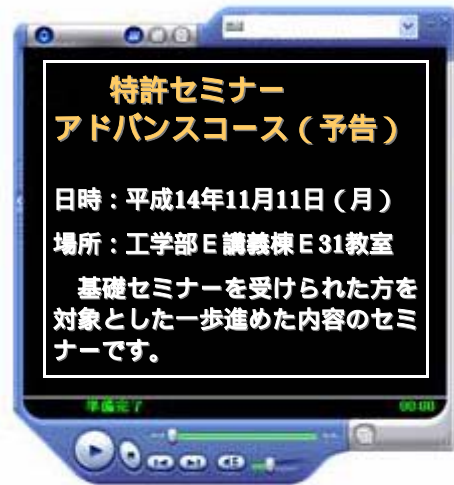 特許セミナー
アドバンスコース（予告）
日時：平成14年11月11日（月）
場所：工学部Ｅ講義棟Ｅ31教室
　基礎セミナーを受けられた方を
対象とした一歩進めた内容のセミ
ナーです。
準備完了
00:00